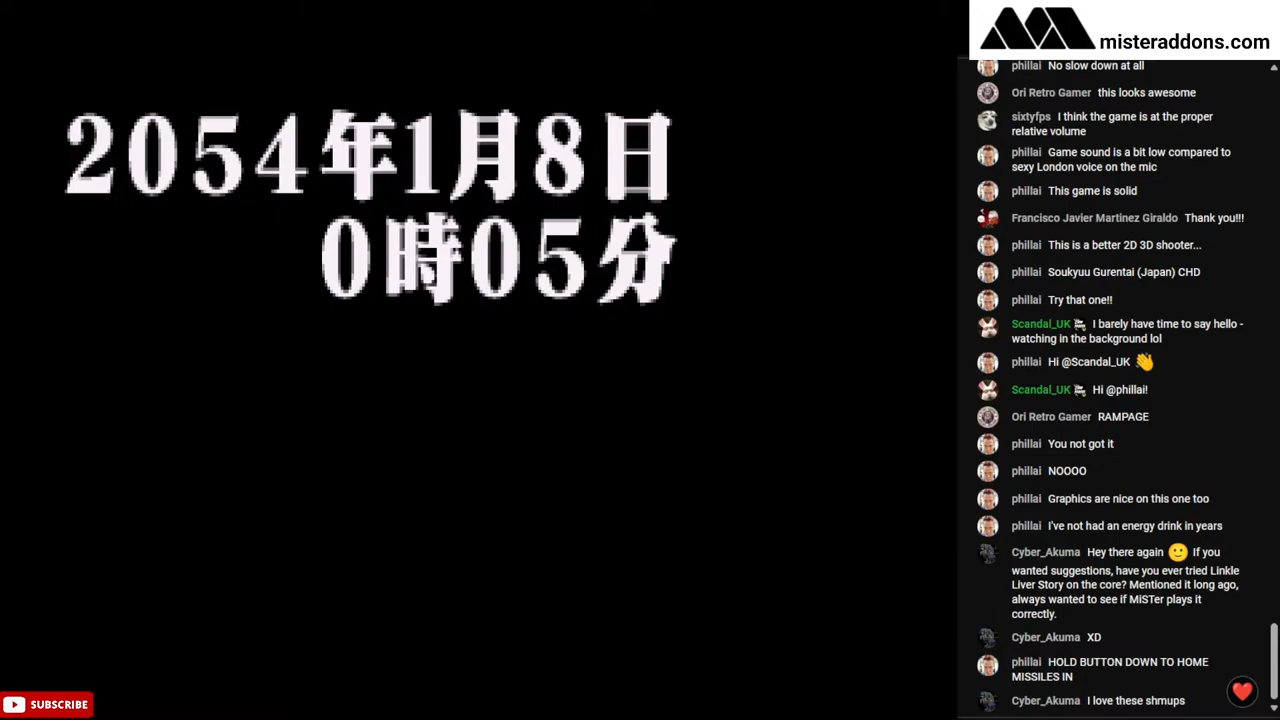 misteraddons.com
2054年1月8日
0時05分
phillai No slow down at all
Ori Retro Gamer this looks awesome
sixtyfps I think the game is at the proper
relative volume
phillai Game sound is a bit low compared to
sexy London voice on the mic
phillai This game is solid
Francisco Javier Martinez Giraldo Thank you!!!
phillai This is a better 2D 3D shooter...
phillai Soukyuu Gurentai (Japan) CHD
phillai Try that one!!
Scandal_UK I barely have time to say hello -
watching in the background lol
phillai Hi @Scandal_UK 👋
Scandal_UK Hi @phillai!
Ori Retro Gamer RAMPAGE
phillai You not got it
phillai NOOOO
phillai Graphics are nice on this one too
phillai I've not had an energy drink in years
Cyber_Akuma Hey there again 🙂 If you
wanted suggestions, have you ever tried Linkle
Liver Story on the core? Mentioned it long ago,
always wanted to see if MiSTer plays it
correctly.
Cyber_Akuma XD
phillai HOLD BUTTON DOWN TO HOME
MISSILES IN
Cyber_Akuma I love these shmups
SUBSCRIBE